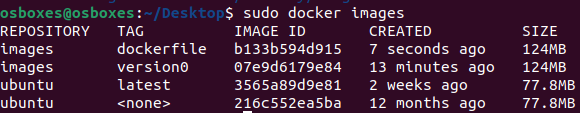 osboxes@osboxes:~/Desktop$ sudo docker images
REPOSITORY TAG IMAGE ID CREATED SIZE
images dockerfile b133b594d915 7 seconds ago 124MB
images version0 07e9d6179e84 13 minutes ago 124MB
ubuntu latest 3565a89d9e81 2 weeks ago 77.8MB
ubuntu <none> 216c552ea5ba 12 months ago 77.8MB